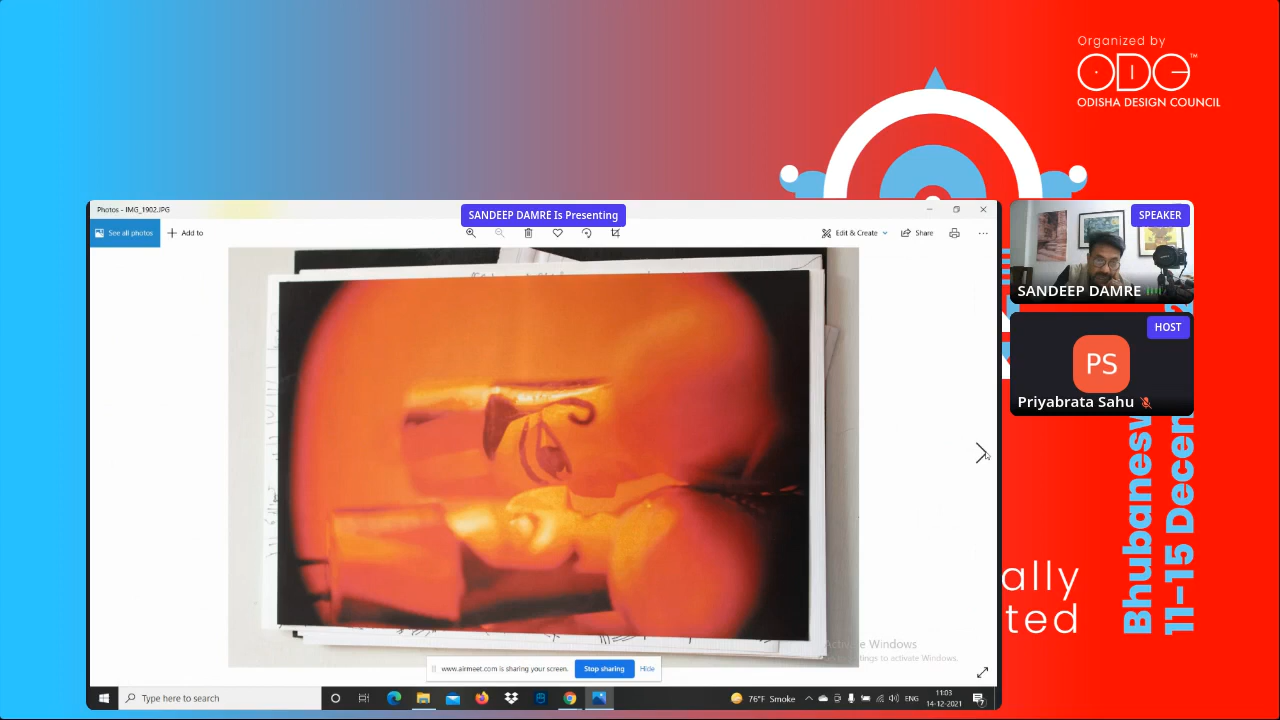 Organized by
ODC™
ODISHA DESIGN COUNCIL
Photos - IMG_1902.JPG
SANDEEP DAMRE Is Presenting
See all photos
Add to
Edit & Create
Share
SPEAKER
SANDEEP DAMRE
HOST
PS
Priyabrata Sahu
ally
ted
Bhubanesw
11-15 Decem
Activate Windows
www.airmeet.com is sharing your screen.
Stop sharing
Hide
Type here to search
76°F Smoke
ENG
11:03
14-12-2021